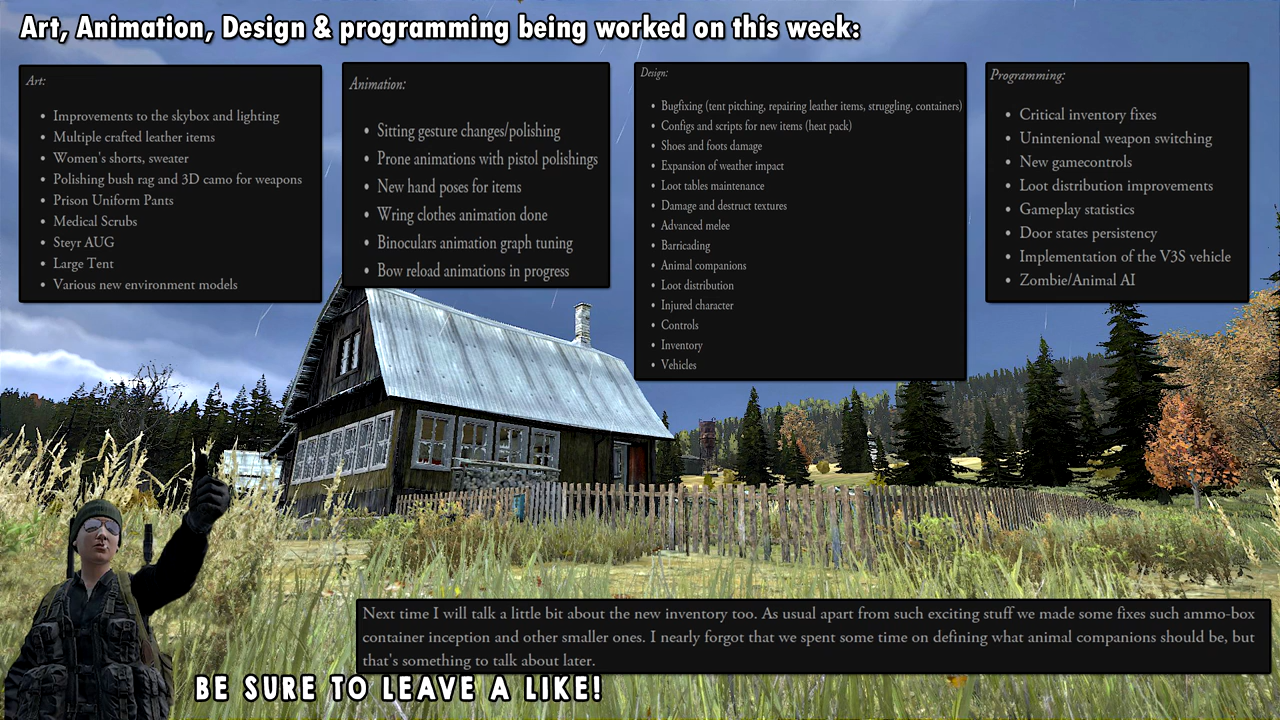 Art, Animation, Design & programming being worked on this week:
Art:
• Improvements to the skybox and lighting
• Multiple crafted leather items
• Women's shorts, sweater
• Polishing bush rag and 3D camo for weapons
• Prison Uniform Pants
• Medical Scrubs
• Steyr AUG
• Large Tent
• Various new environment models
Animation:
• Sitting gesture changes/polishing
• Prone animations with pistol polishings
• New hand poses for items
• Wring clothes animation done
• Binoculars animation graph tuning
• Bow reload animations in progress
Design:
• Bugfixing (tent pitching, repairing leather items, struggling, containers)
• Configs and scripts for new items (heat pack)
• Shoes and foots damage
• Expansion of weather impact
• Loot tables maintenance
• Damage and destruct textures
• Advanced melee
• Barricading
• Animal companions
• Loot distribution
• Injured character
• Controls
• Inventory
• Vehicles
Programming:
• Critical inventory fixes
• Unintenional weapon switching
• New gamecontrols
• Loot distribution improvements
• Gameplay statistics
• Door states persistency
• Implementation of the V3S vehicle
• Zombie/Animal AI
Next time I will talk a little bit about the new inventory too. As usual apart from such exciting stuff we made some fixes such ammo-box
container inception and other smaller ones. I nearly forgot that we spent some time on defining what animal companions should be, but
that's something to talk about later.
BE SURE TO LEAVE A LIKE!